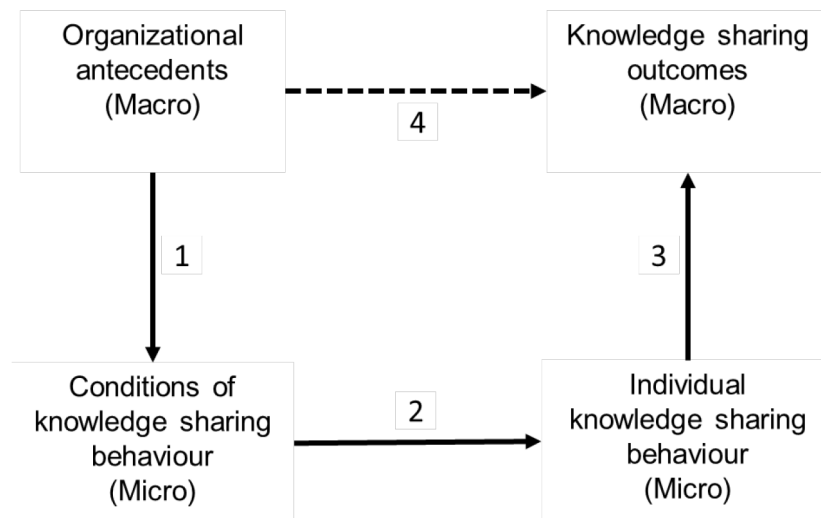 Organizational
antecedents
(Macro)
Knowledge sharing
outcomes
(Macro)
4
1
3
Conditions of
knowledge sharing
behaviour
(Micro)
2
Individual
knowledge sharing
behaviour
(Micro)